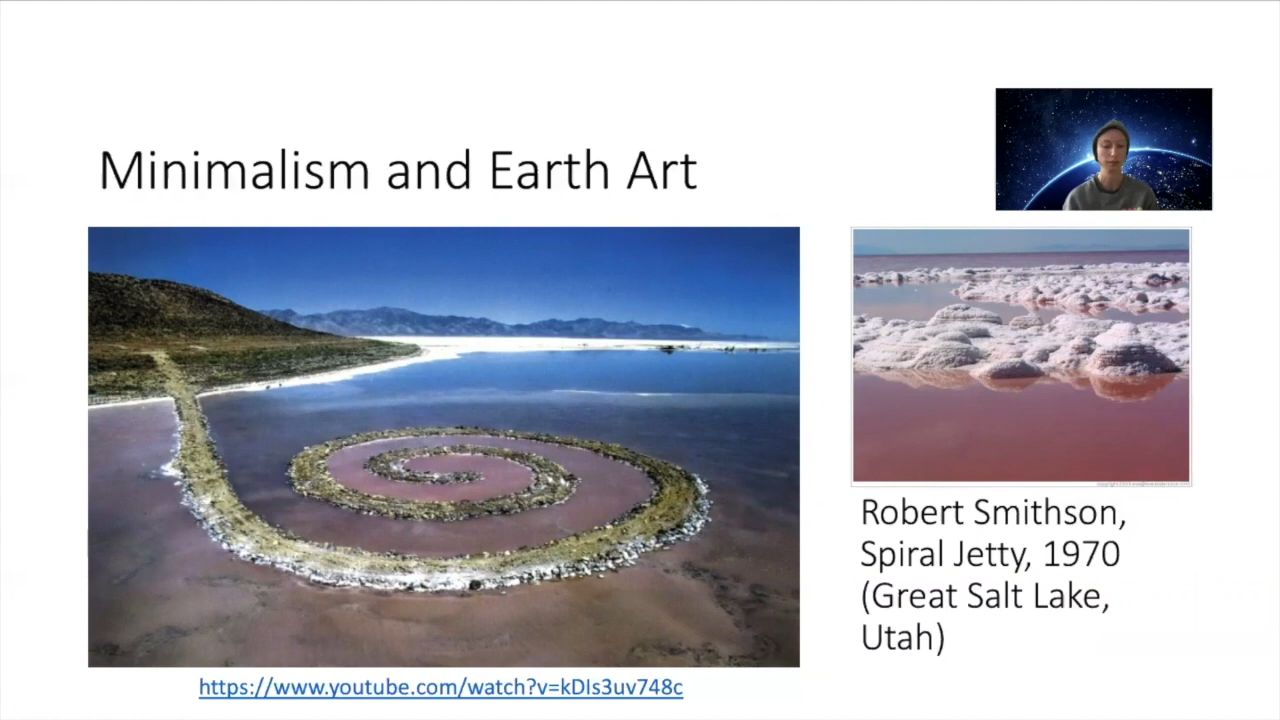 Minimalism and Earth Art
Robert Smithson,
Spiral Jetty, 1970
(Great Salt Lake,
Utah)
https://www.youtube.com/watch?v=kDIs3uv748c